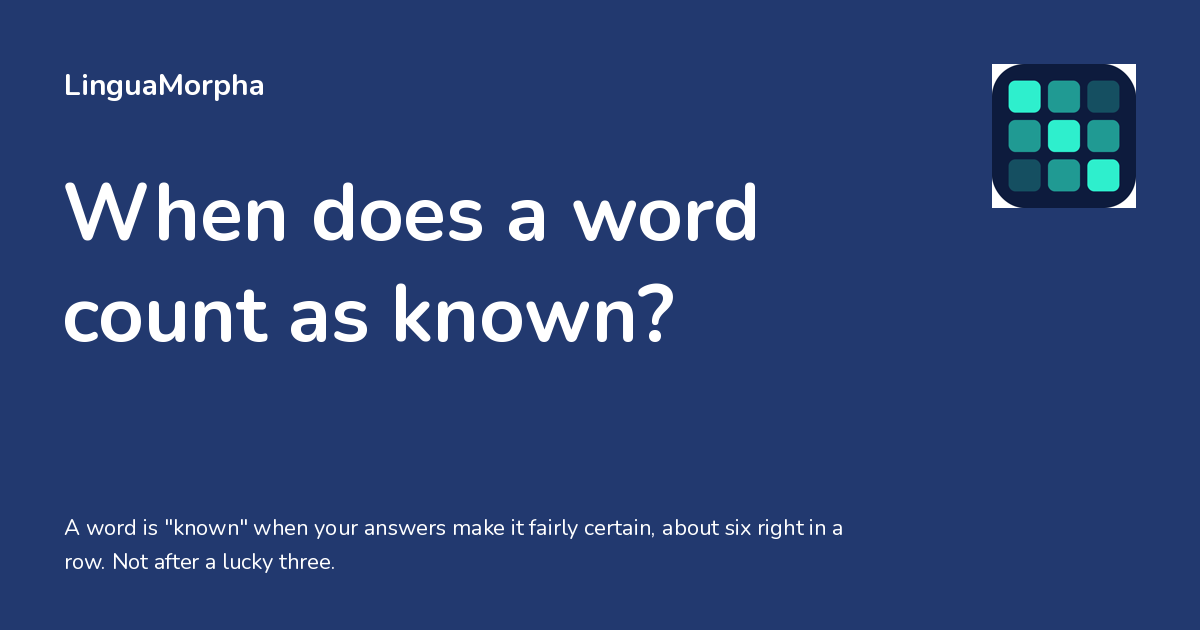 LinguaMorpha
When does a word
count as known?
A word is "known" when your answers make it fairly certain, about six right in a
row. Not after a lucky three.